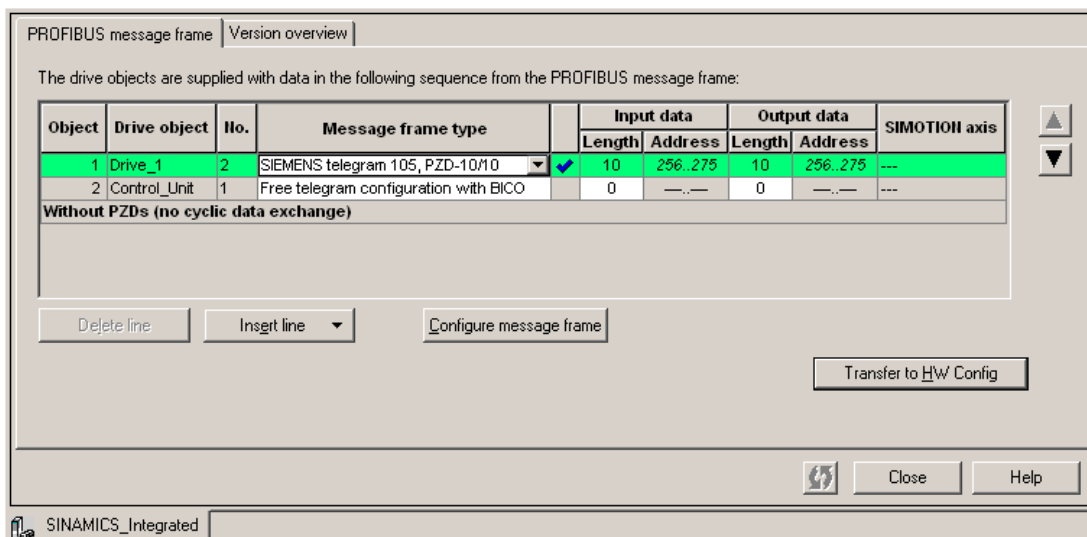 PROFIBUS message frame Version overview
The drive objects are supplied with data in the following sequence from the PROFIBUS message frame:
Object Drive object No. Message frame type Input data Output data SIMOTION axis
Length Address Length Address
1 Drive_1 2 SIEMENS telegram 105, PZD-10/10 10 256..275 10 256..275 ---
2 Control_Unit 1 Free telegram configuration with BICO 0 —..— 0 —..— ---
Without PZDs (no cyclic data exchange)
Delete line Insert line Configure message frame
Transfer to HW Config
Close Help
SINAMICS_Integrated